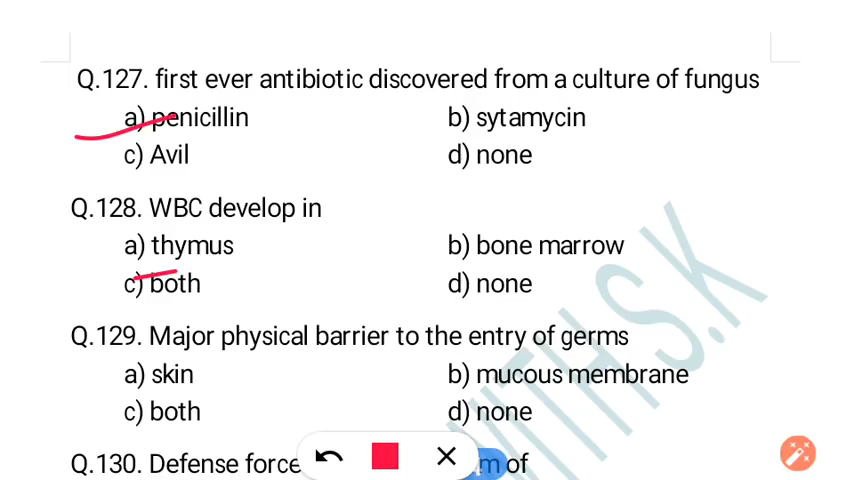 Q.127. first ever antibiotic discovered from a culture of fungus
a) penicillin b) sytamycin
c) Avil d) none
Q.128. WBC develop in
a) thymus b) bone marrow
c) both d) none
Q.129. Major physical barrier to the entry of germs
a) skin b) mucous membrane
c) both d) none
Q.130. Defense force m of
WITH S.K